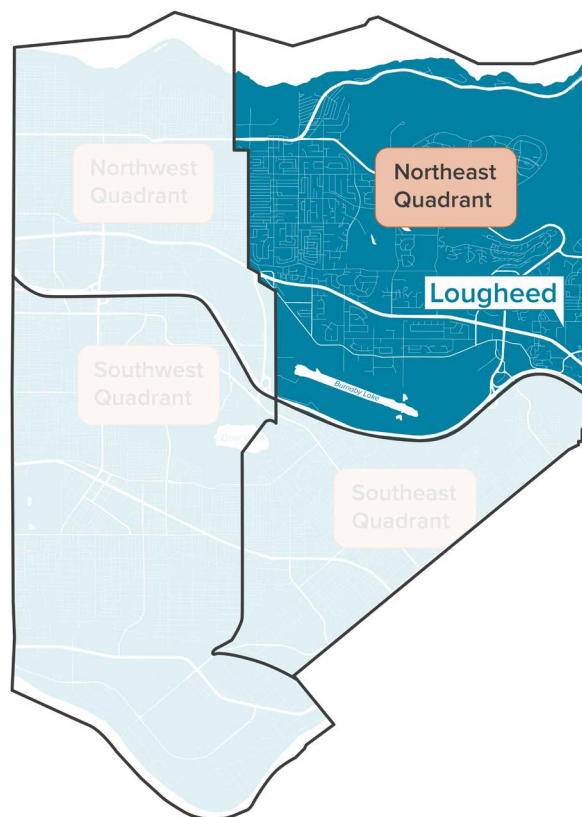 Northwest
Quadrant
Northeast
Quadrant
Lougheed
Southwest
Quadrant
Burnaby Lake
Southeast
Quadrant